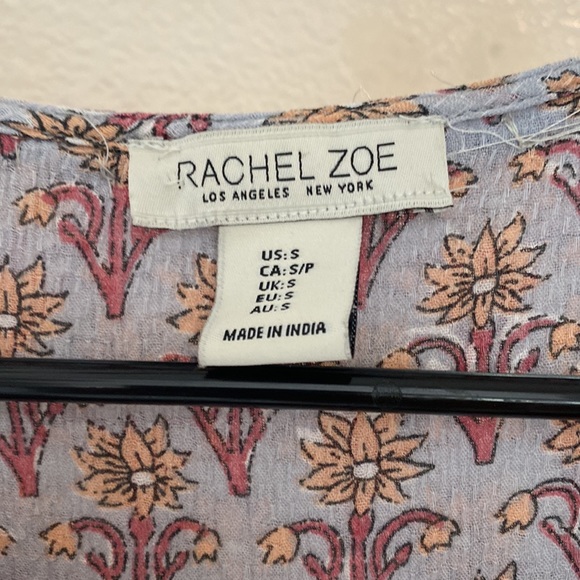 RACHEL ZOE
LOS ANGELES NEW YORK
US: S
CA: S/P
UK: S
EU: S
AU: S
MADE IN INDIA